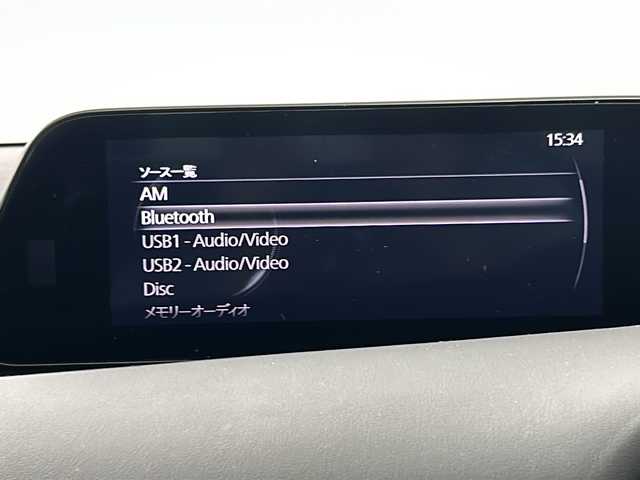 15:34
ソース一覧
AM
Bluetooth
USB1 - Audio/Video
USB2 - Audio/Video
Disc
メモリーオーディオ